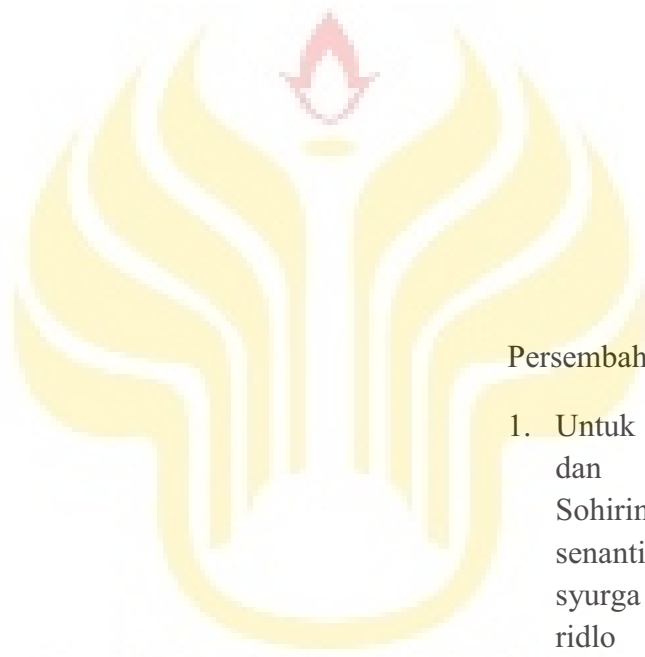 Persembah
1. Untuk
dan
Sohirin
senanti
syurga
ridlo